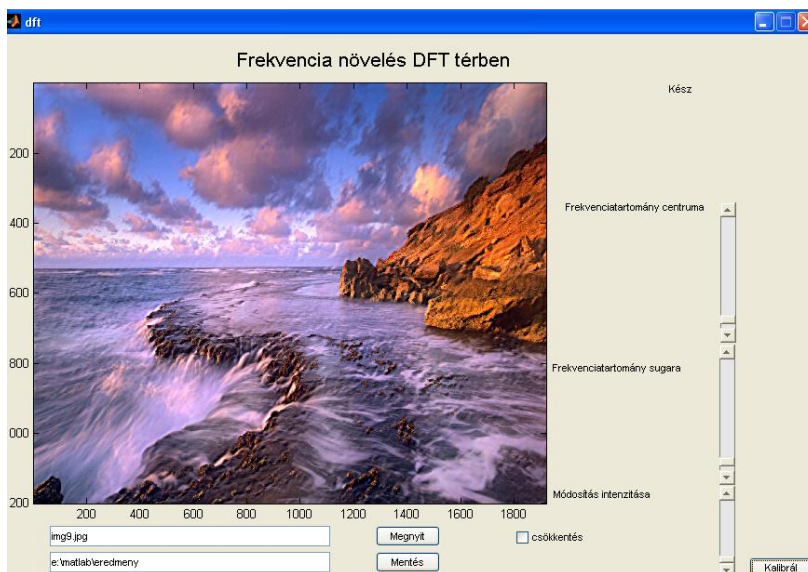 dft
Frekvencia növelés DFT térben
Kész
200
400
600
800
000
200
200 400 600 800 1000 1200 1400 1600 1800
Frekvenciatartomány centruma
Frekvenciatartomány sugara
Módosítás intenzitása
img9.jpg
Megnyit
csökkentés
e:\matlab\eredmeny
Mentés
Kalibrál